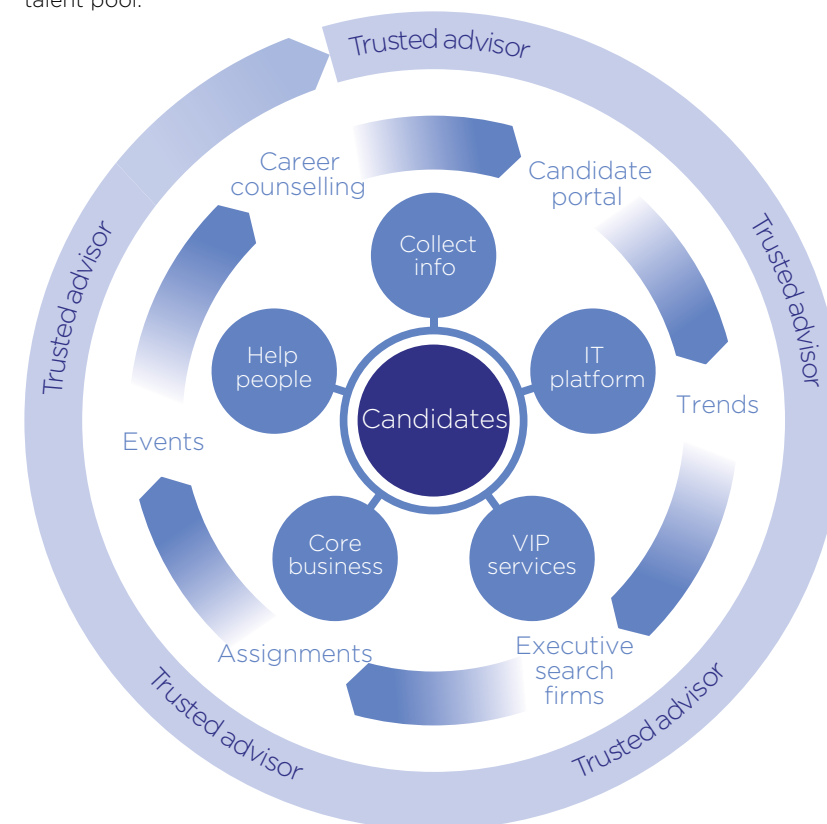 talent pool.
Trusted advisor
Career
counselling
Candidate
portal
Collect
info
Trusted advisor
Trusted advisor
Help
people
IT
platform
Candidates
Trends
Events
Core
business
VIP
services
Assignments
Executive
search
firms
Trusted advisor
Trusted advisor